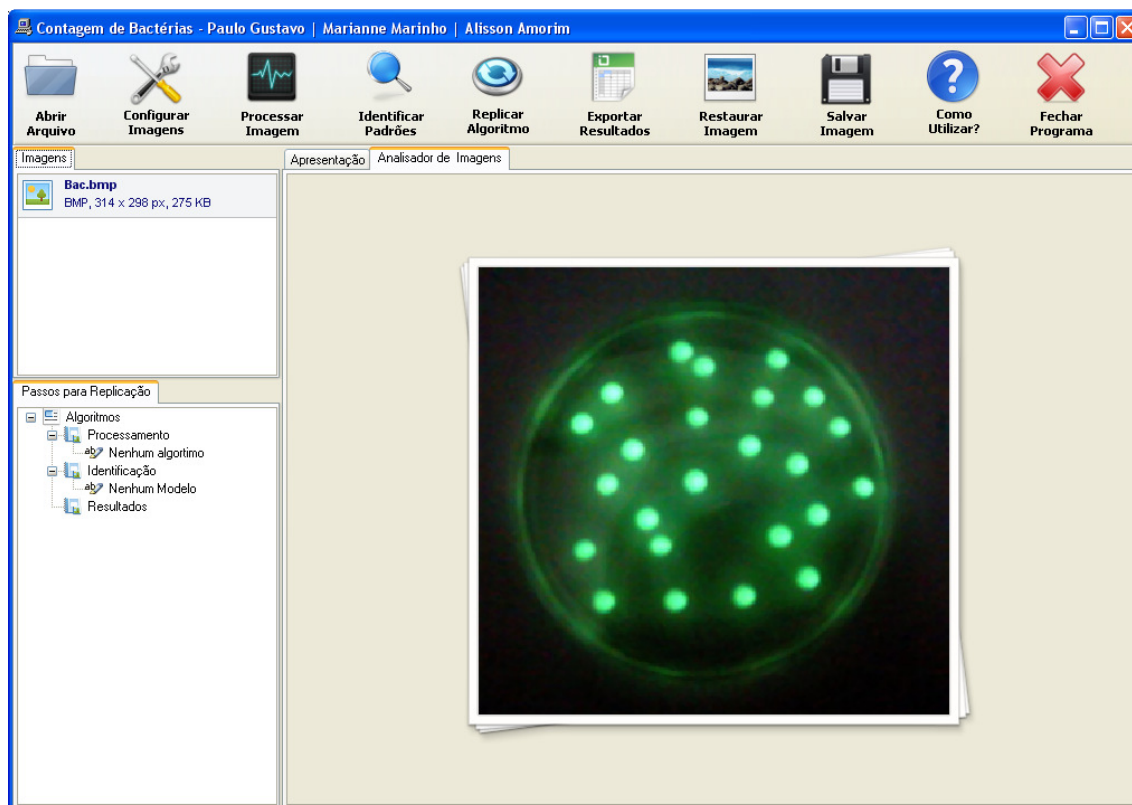 Contagem de Bactérias - Paulo Gustavo | Marianne Marinho | Alisson Amorim
Abrir
Arquivo
Configurar
Imagens
Processar
Imagem
Identificar
Padrões
Replicar
Algoritmo
Exportar
Resultados
Restaurar
Imagem
Salvar
Imagem
Como
Utilizar?
Fechar
Programa
Imagens
Bac.bmp
BMP, 314 x 298 px, 275 KB
Passos para Replicação
Algoritmos
Processamento
Nenhum algortimo
Identificação
Nenhum Modelo
Resultados
Apresentação
Analisador de Imagens